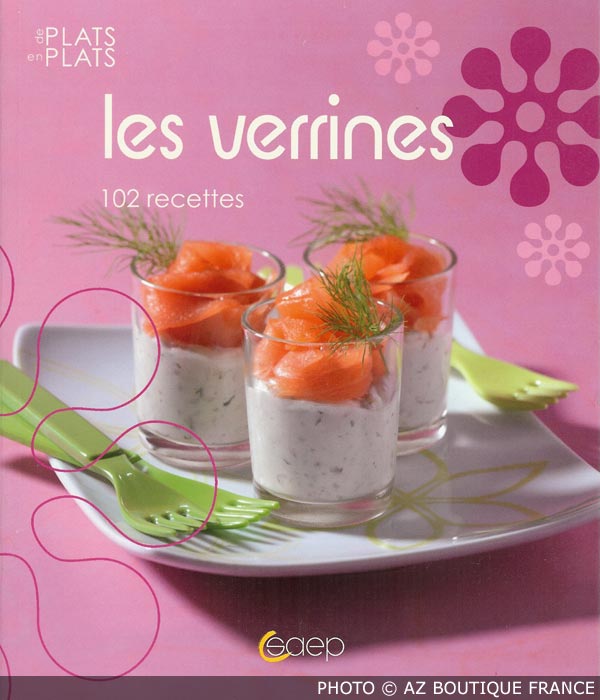 de PLATS
en PLATS
les verrines
102 recettes
saep
PHOTO © AZ BOUTIQUE FRANCE